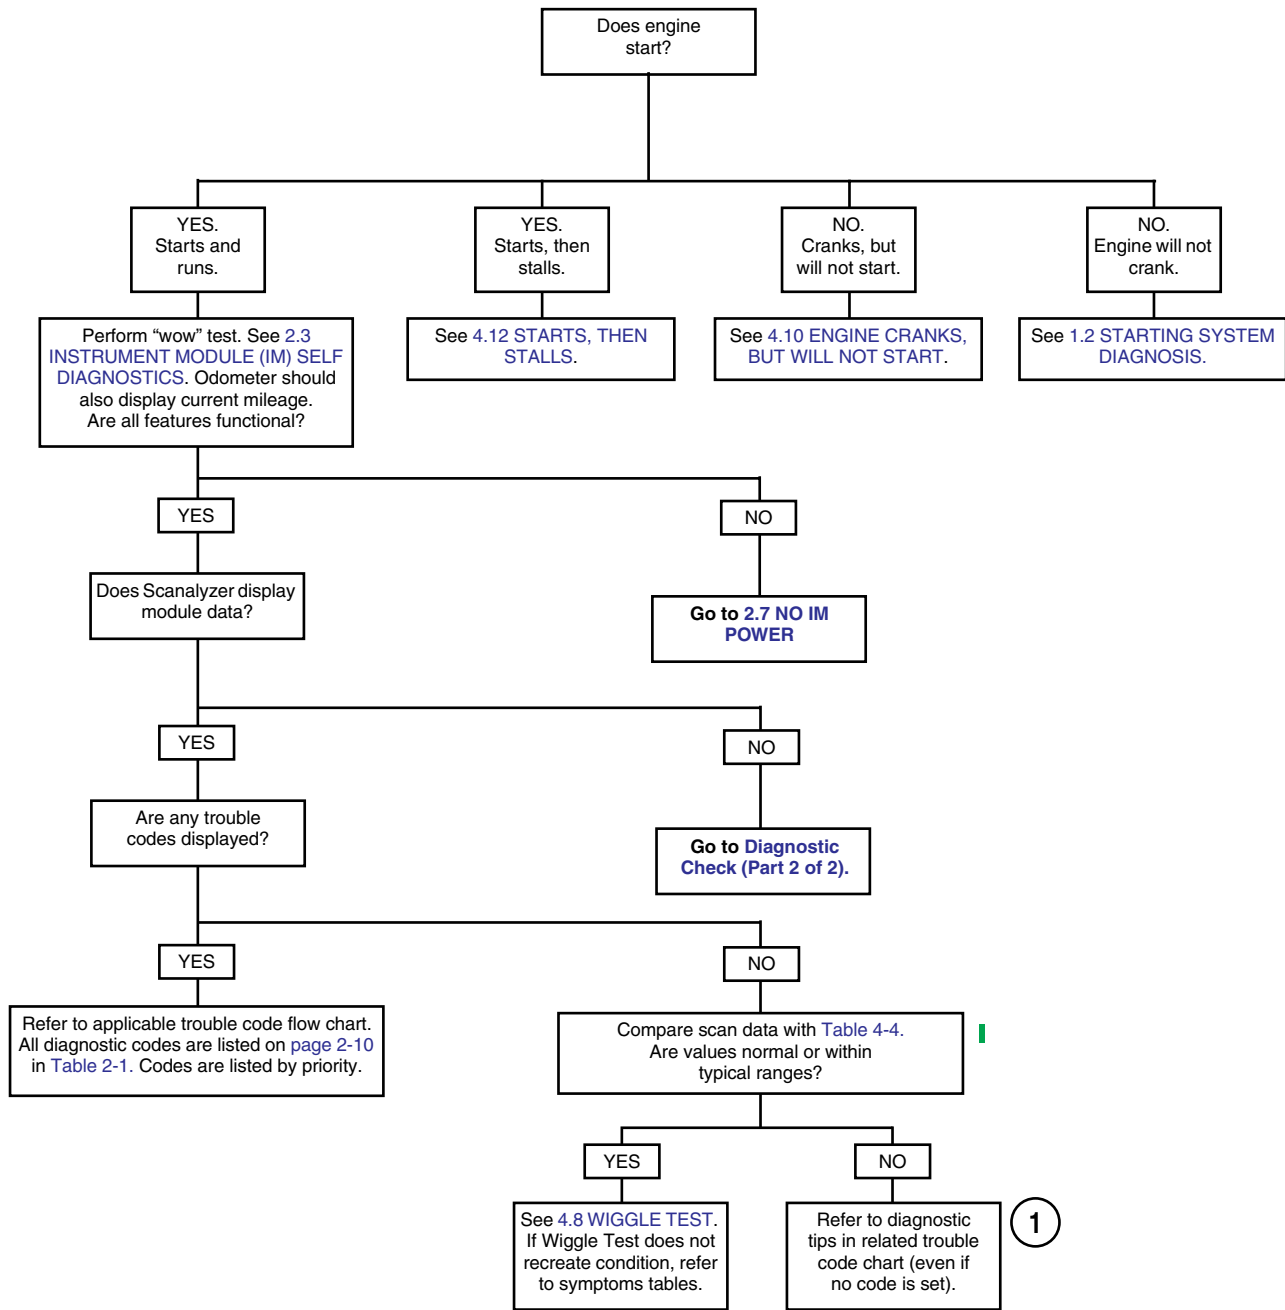 Does engine
start?
YES.
Starts and
runs.
YES.
Starts, then
stalls.
NO.
Cranks, but
will not start.
NO.
Engine will not
crank.
Perform “wow” test. See 2.3
INSTRUMENT MODULE (IM) SELF
DIAGNOSTICS. Odometer should
also display current mileage.
Are all features functional?
See 4.12 STARTS, THEN
STALLS.
See 4.10 ENGINE CRANKS,
BUT WILL NOT START.
See 1.2 STARTING SYSTEM
DIAGNOSIS.
YES
NO
Does Scanalyzer display
module data?
Go to 2.7 NO IM
POWER
YES
NO
Are any trouble
codes displayed?
Go to Diagnostic
Check (Part 2 of 2).
YES
NO
Refer to applicable trouble code flow chart.
All diagnostic codes are listed on page 2-10
in Table 2-1. Codes are listed by priority.
Compare scan data with Table 4-4.
Are values normal or within
typical ranges?
YES
NO
See 4.8 WIGGLE TEST.
If Wiggle Test does not
recreate condition, refer
to symptoms tables.
Refer to diagnostic
tips in related trouble
code chart (even if
no code is set).
1